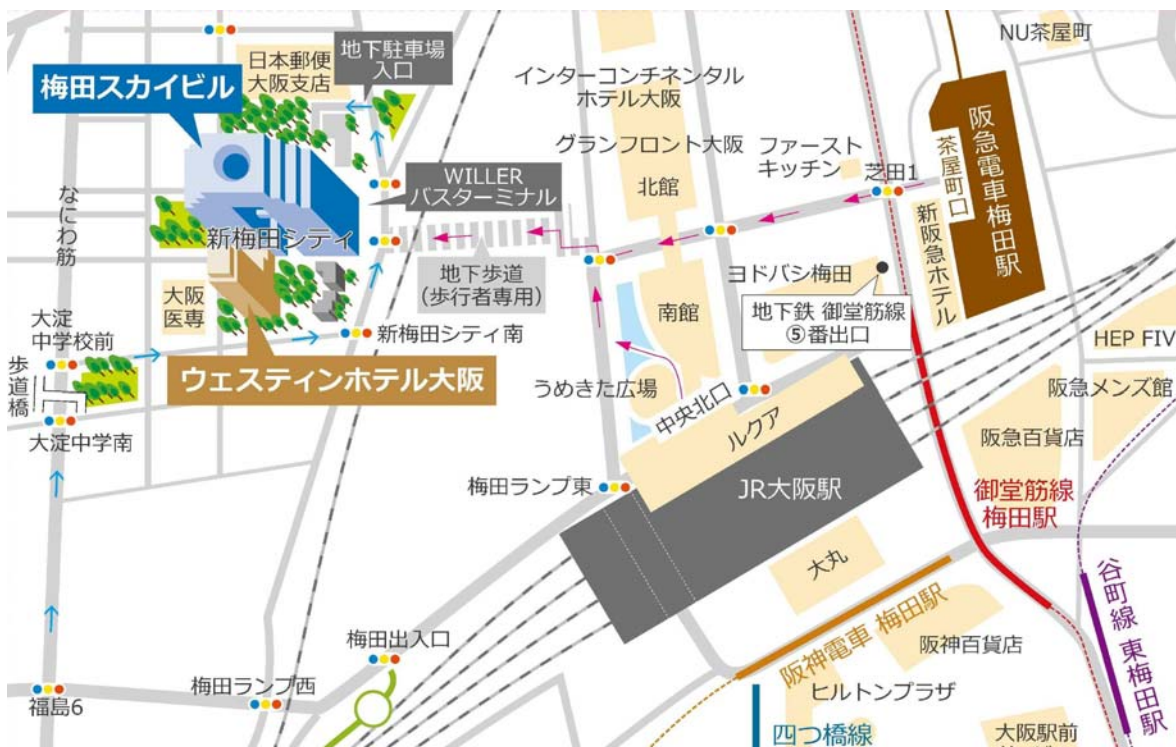 NU茶屋町
日本郵便
大阪支店
地下駐車場
入口
梅田スカイビル
インターコンチネンタル
ホテル大阪
グランフロント大阪
北館
ファースト
キッチン
芝田1
茶屋町口
阪急電車梅田駅
WILLER
バスターミナル
なにわ筋
新梅田シティ
新阪急ホテル
地下歩道
(歩行者専用)
ヨドバシ梅田
南館
地下鉄 御堂筋線
⑤番出口
大阪
医専
大淀
中学校前
新梅田シティ南
HEP FIV
歩道橋
ウェスティンホテル大阪
うめきた広場
中央北口
ルクア
阪急メンズ館
阪急百貨店
大淀中学南
梅田ランプ東
JR大阪駅
御堂筋線
梅田駅
大丸
谷町線 東梅田駅
梅田出入口
阪神電車 梅田駅
阪神百貨店
梅田ランプ西
福島6
ヒルトンプラザ
四つ橋線
大阪駅前